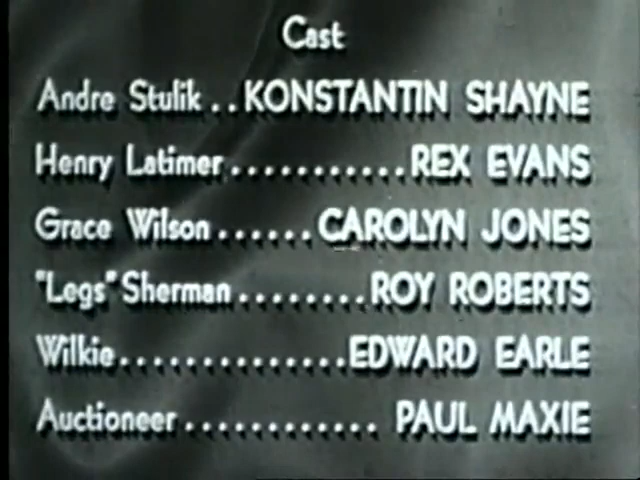 Cast
Andre Stulik..KONSTANTIN SHAYNE
Henry Latimer...........REX EVANS
Grace Wilson......CAROLYN JONES
"Legs" Sherman........ROY ROBERTS
Wilkie..............EDWARD EARLE
Auctioneer............ PAUL MAXIE